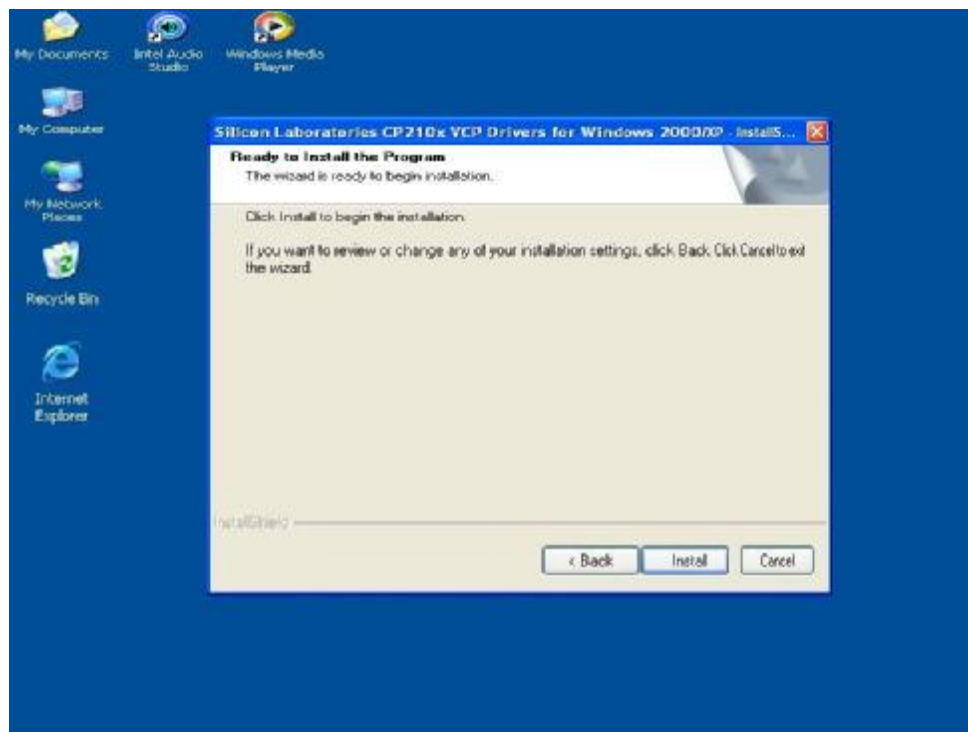 My Documents
Intel Audio
Studio
Windows Media
Player
My Computer
My Network
Places
Recycle Bin
Internet
Explorer
Silicon Laboratories CP210x VCP Drivers for Windows 2000/XP - InstallS...
Ready to Install the Program
The wizard is ready to begin installation.
Click Install to begin the installation.
If you want to review or change any of your installation settings, click Back. Click Cancel to exit
the wizard.
InstallShield
< Back
Install
Cancel